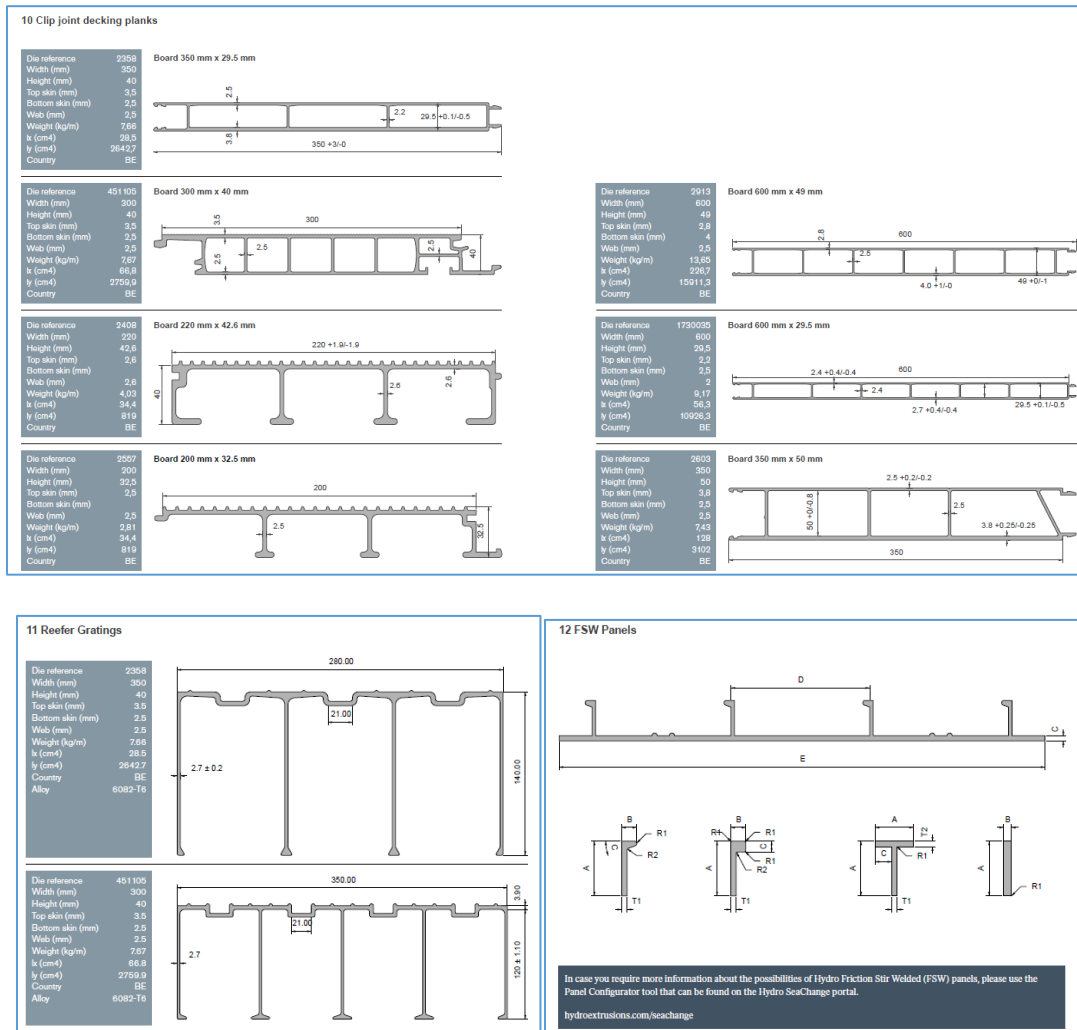 10 Clip joint decking planks
Die reference 2358
Width (mm) 350
Height (mm) 40
Top skin (mm) 3,5
Bottom skin (mm) 2,5
Web (mm) 2,5
Weight (kg/m) 7,66
Ix (cm4) 28,5
Iy (cm4) 2642,7
Country BE
Board 350 mm x 29.5 mm
2.5
2.2
29.5 +0.1/-0.5
3.8
350 +3/-0
Die reference 451105
Width (mm) 300
Height (mm) 40
Top skin (mm) 3,5
Bottom skin (mm) 2,5
Web (mm) 2,5
Weight (kg/m) 7,67
Ix (cm4) 66,8
Iy (cm4) 2759,9
Country BE
Board 300 mm x 40 mm
3.5
300
2.5
2.5
2.5
40
Die reference 2408
Width (mm) 220
Height (mm) 42,6
Top skin (mm) 2,6
Bottom skin (mm)
Web (mm) 2,6
Weight (kg/m) 4,03
Ix (cm4) 34,4
Iy (cm4) 819
Country BE
Board 220 mm x 42.6 mm
220 +1.9/-1.9
40
2.6
2.6
Die reference 2557
Width (mm) 200
Height (mm) 32,5
Top skin (mm) 2,5
Bottom skin (mm)
Web (mm) 2,5
Weight (kg/m) 2,81
Ix (cm4) 34,4
Iy (cm4) 819
Country BE
Board 200 mm x 32.5 mm
200
2.5
32.5
Die reference 2913
Width (mm) 600
Height (mm) 49
Top skin (mm) 2,8
Bottom skin (mm) 4
Web (mm) 2,5
Weight (kg/m) 13,65
Ix (cm4) 226,7
Iy (cm4) 15911,3
Country BE
Board 600 mm x 49 mm
2.8
600
2.5
4.0 +1/-0
49 +0/-1
Die reference 1730035
Width (mm) 600
Height (mm) 29,5
Top skin (mm) 2,2
Bottom skin (mm) 2,5
Web (mm) 2
Weight (kg/m) 9,17
Ix (cm4) 56,3
Iy (cm4) 10926,3
Country BE
Board 600 mm x 29.5 mm
2.4 +0.4/-0.4
600
2.4
2.7 +0.4/-0.4
29.5 +0.1/-0.5
Die reference 2603
Width (mm) 350
Height (mm) 50
Top skin (mm) 3,8
Bottom skin (mm) 2,5
Web (mm) 2,5
Weight (kg/m) 7,43
Ix (cm4) 128
Iy (cm4) 3102
Country BE
Board 350 mm x 50 mm
2.5 +0.2/-0.2
50 +0/-0.8
2.5
3.8 +0.25/-0.25
350
11 Reefer Gratings
Die reference 2358
Width (mm) 350
Height (mm) 40
Top skin (mm) 3.5
Bottom skin (mm) 2.5
Web (mm) 2.5
Weight (kg/m) 7.66
Ix (cm4) 28.5
Iy (cm4) 2642.7
Country BE
Alloy 6082-T6
280.00
21.00
2.7 ± 0.2
140.00
Die reference 451105
Width (mm) 300
Height (mm) 40
Top skin (mm) 3.5
Bottom skin (mm) 2.5
Web (mm) 2.5
Weight (kg/m) 7.67
Ix (cm4) 66.8
Iy (cm4) 2759.9
Country BE
Alloy 6082-T6
350.00
3.90
21.00
2.7
120 ± 1.10
12 FSW Panels
D
C
E
B
R1
C
R2
A
T1
B
R1
R1
C
A
R1
R2
T1
A
T2
C
R1
A
T1
B
A
R1
In case you require more information about the possibilities of Hydro Friction Stir Welded (FSW) panels, please use the
Panel Configurator tool that can be found on the Hydro SeaChange portal.
hydroextrusions.com/seachange